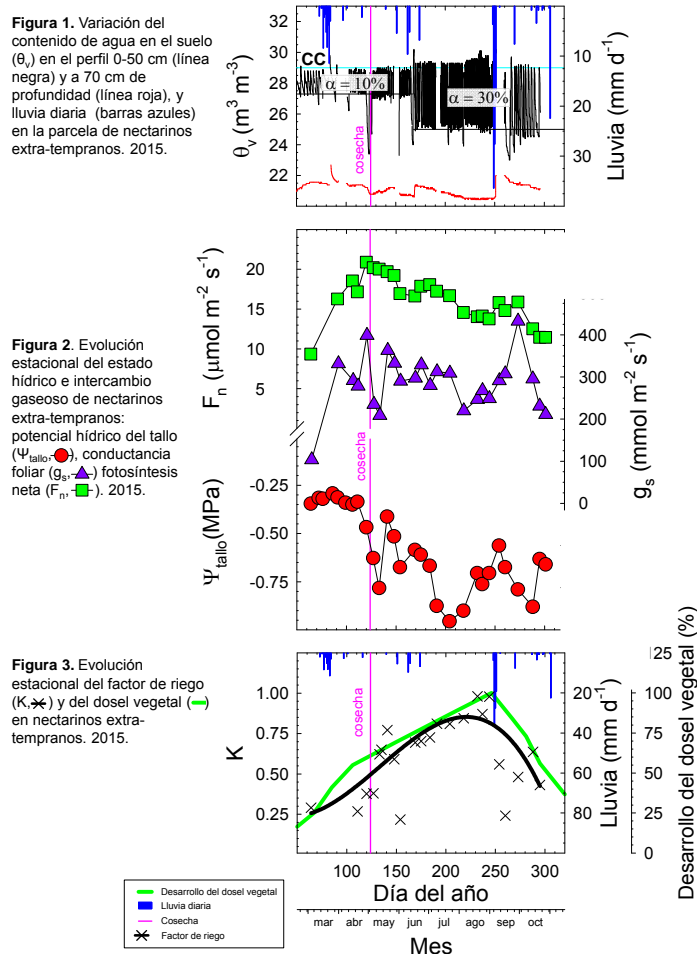 Figura 1. Variación del
contenido de agua en el suelo
(θv) en el perfil 0-50 cm (línea
negra) y a 70 cm de
profundidad (línea roja), y
lluvia diaria (barras azules)
en la parcela de nectarinos
extra-tempranos. 2015.
θv (m³ m⁻³)
32
30
28
26
24
22
CC
α = 10%
α = 30%
cosecha
10
20
30
Lluvia (mm d⁻¹)
Figura 2. Evolución
estacional del estado
hídrico e intercambio
gaseoso de nectarinos
extra-tempranos:
potencial hídrico del tallo
(Ψtallo, ), conductancia
foliar (gs, ) fotosíntesis
neta (Fn, ). 2015.
Fn (μmol m⁻² s⁻¹)
20
15
10
5
Ψtallo(MPa)
-0.25
-0.50
-0.75
cosecha
400
300
200
100
0
gs (mmol m⁻² s⁻¹)
Figura 3. Evolución
estacional del factor de riego
(K, ) y del dosel vegetal ( )
en nectarinos extra-
tempranos. 2015.
K
1.00
0.75
0.50
0.25
cosecha
20
40
60
80
Lluvia (mm d⁻¹)
25
100
75
50
25
0
Desarrollo del dosel vegetal (%)
100 150 200 250 300
Día del año
mar abr may jun jul ago sep oct
Mes
Desarrollo del dosel vegetal
Lluvia diaria
Cosecha
Factor de riego